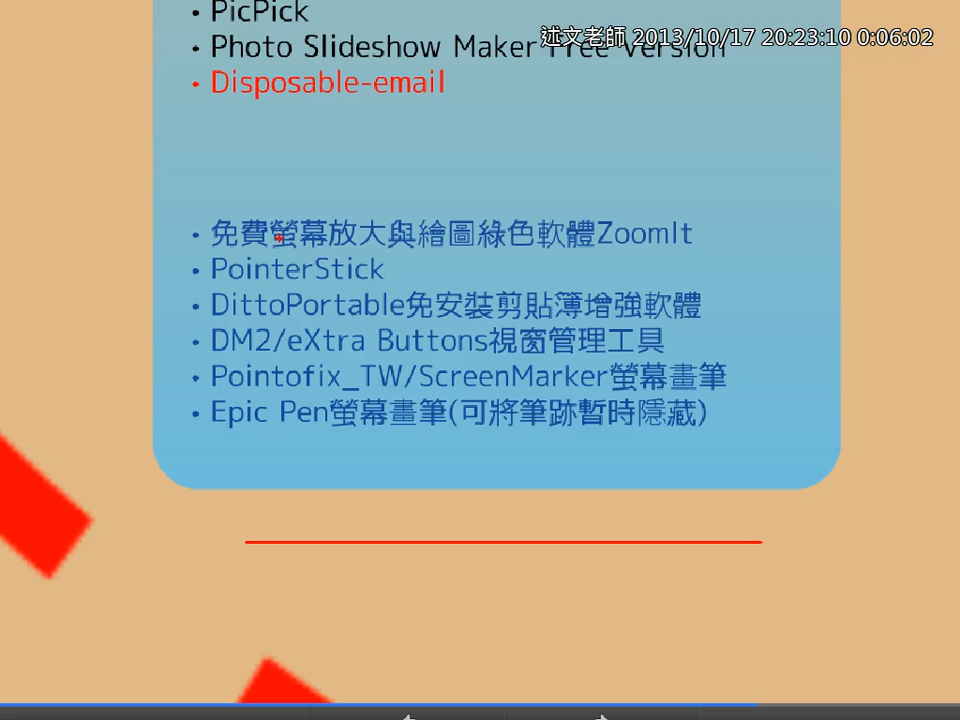 • PicPick
述文老師 2013/10/17 20:23:10 0:06:02
• Photo Slideshow Maker Free Version
• Disposable-email
• 免費螢幕放大與繪圖綠色軟體ZoomIt
• PointerStick
• DittoPortable免安裝剪貼簿增強軟體
• DM2/eXtra Buttons視窗管理工具
• Pointofix_TW/ScreenMarker螢幕畫筆
• Epic Pen螢幕畫筆(可將筆跡暫時隱藏)